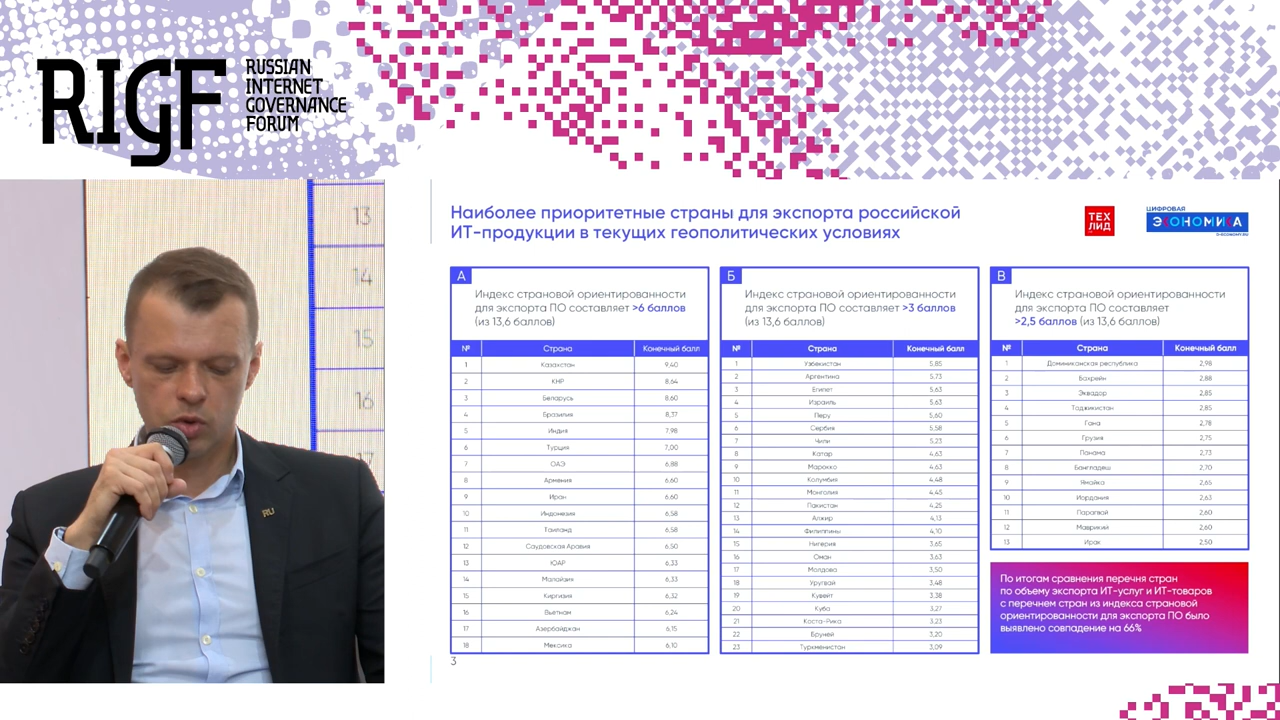 RIGF
RUSSIAN
INTERNET
GOVERNANCE
FORUM
13
14
15
16
17
RU
Наиболее приоритетные страны для экспорта российской
ИТ-продукции в текущих геополитических условиях
ТЕХ
ЛИД
ЦИФРОВАЯ
ЭКОНОМИКА
D-ECONOMY.RU
А
Индекс страновой ориентированности
для экспорта ПО составляет >6 баллов
(из 13,6 баллов)
№ Страна Конечный балл
1 Казахстан 9,40
2 КНР 8,64
3 Беларусь 8,60
4 Бразилия 8,37
5 Индия 7,98
6 Турция 7,00
7 ОАЭ 6,88
8 Армения 6,60
9 Иран 6,60
10 Индонезия 6,58
11 Таиланд 6,58
12 Саудовская Аравия 6,50
13 ЮАР 6,33
14 Малайзия 6,33
15 Киргизия 6,32
16 Вьетнам 6,24
17 Азербайджан 6,15
18 Мексика 6,10
Б
Индекс страновой ориентированности
для экспорта ПО составляет >3 баллов
(из 13,6 баллов)
№ Страна Конечный балл
1 Узбекистан 5,85
2 Аргентина 5,73
3 Египет 5,63
4 Израиль 5,63
5 Перу 5,60
6 Сербия 5,58
7 Чили 5,23
8 Катар 4,63
9 Марокко 4,63
10 Колумбия 4,48
11 Монголия 4,45
12 Пакистан 4,25
13 Алжир 4,13
14 Филиппины 4,10
15 Нигерия 3,65
16 Оман 3,63
17 Молдова 3,50
18 Уругвай 3,48
19 Кувейт 3,38
20 Куба 3,27
21 Коста-Рика 3,23
22 Бруней 3,20
23 Туркменистан 3,09
В
Индекс страновой ориентированности
для экспорта ПО составляет
>2,5 баллов (из 13,6 баллов)
№ Страна Конечный балл
1 Доминиканская республика 2,98
2 Бахрейн 2,88
3 Эквадор 2,85
4 Таджикистан 2,85
5 Гана 2,78
6 Грузия 2,75
7 Панама 2,73
8 Бангладеш 2,70
9 Ямайка 2,65
10 Иордания 2,63
11 Парагвай 2,60
12 Маврикий 2,60
13 Ирак 2,50
По итогам сравнения перечня стран
по объему экспорта ИТ-услуг и ИТ-товаров
с перечнем стран из индекса страновой
ориентированности для экспорта ПО было
выявлено совпадение на 66%
3